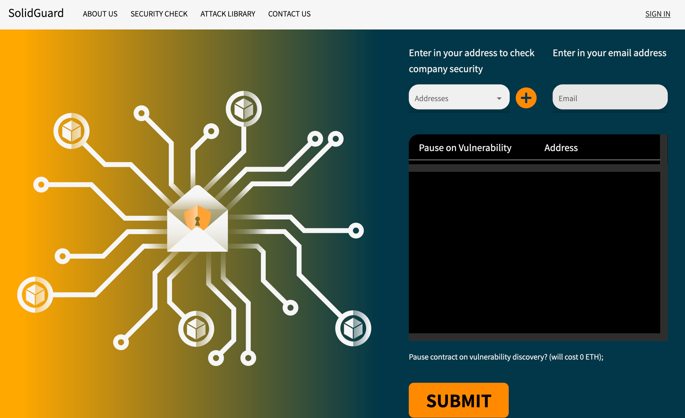 SolidGuard ABOUT US SECURITY CHECK ATTACK LIBRARY CONTACT US SIGN IN
Enter in your address to check
company security
Enter in your email address
Addresses
Email
Pause on Vulnerability Address
Pause contract on vulnerability discovery? (will cost 0 ETH);
SUBMIT